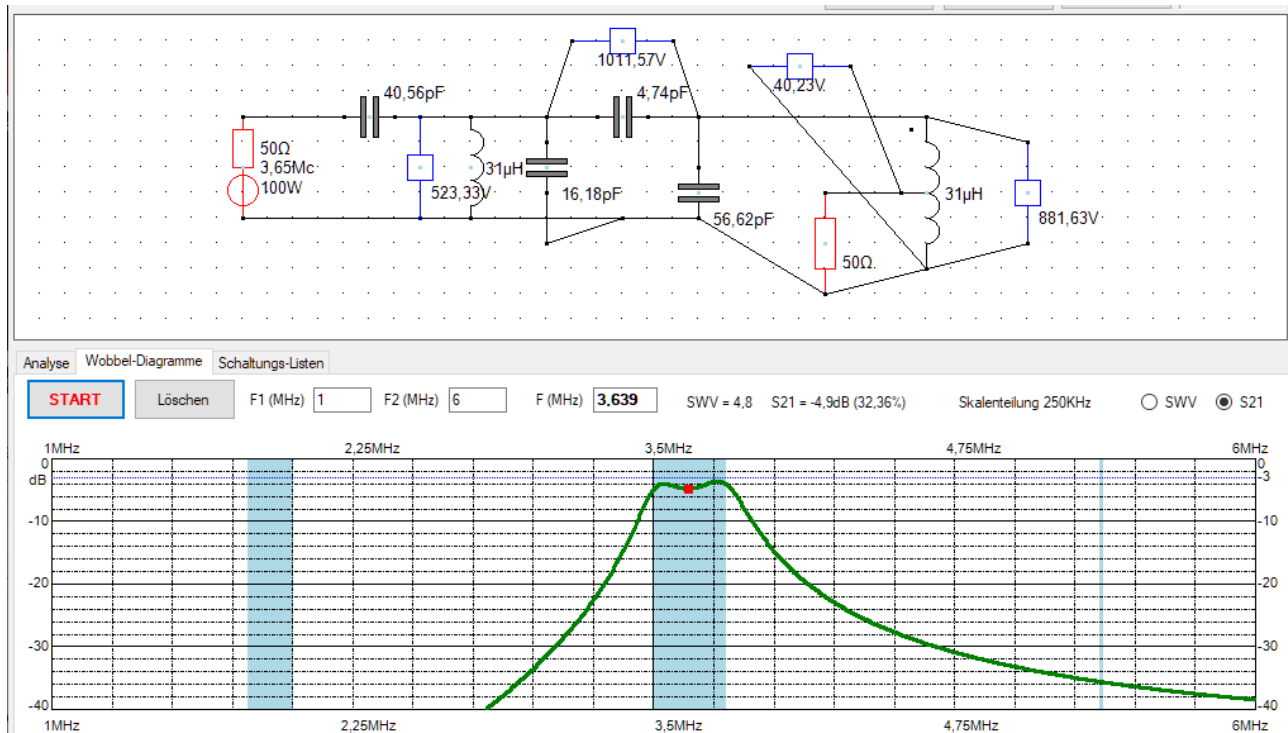 1011,57V
40,23V
40,56pF
4,74pF
50Ω
3,65Mc
100W
523,33V
31µH
16,18pF
56,62pF
31µH
881,63V
50Ω
Analyse Wobbel-Diagramme Schaltungs-Listen
START Löschen F1 (MHz) 1 F2 (MHz) 6 F (MHz) 3,639 SWV = 4,8 S21 = -4,9dB (32,36%) Skalenteilung 250KHz SWV S21
1MHz 2,25MHz 3,5MHz 4,75MHz 6MHz
0 0
dB -3
-10 -10
-20 -20
-30 -30
-40 -40
1MHz 2,25MHz 3,5MHz 4,75MHz 6MHz